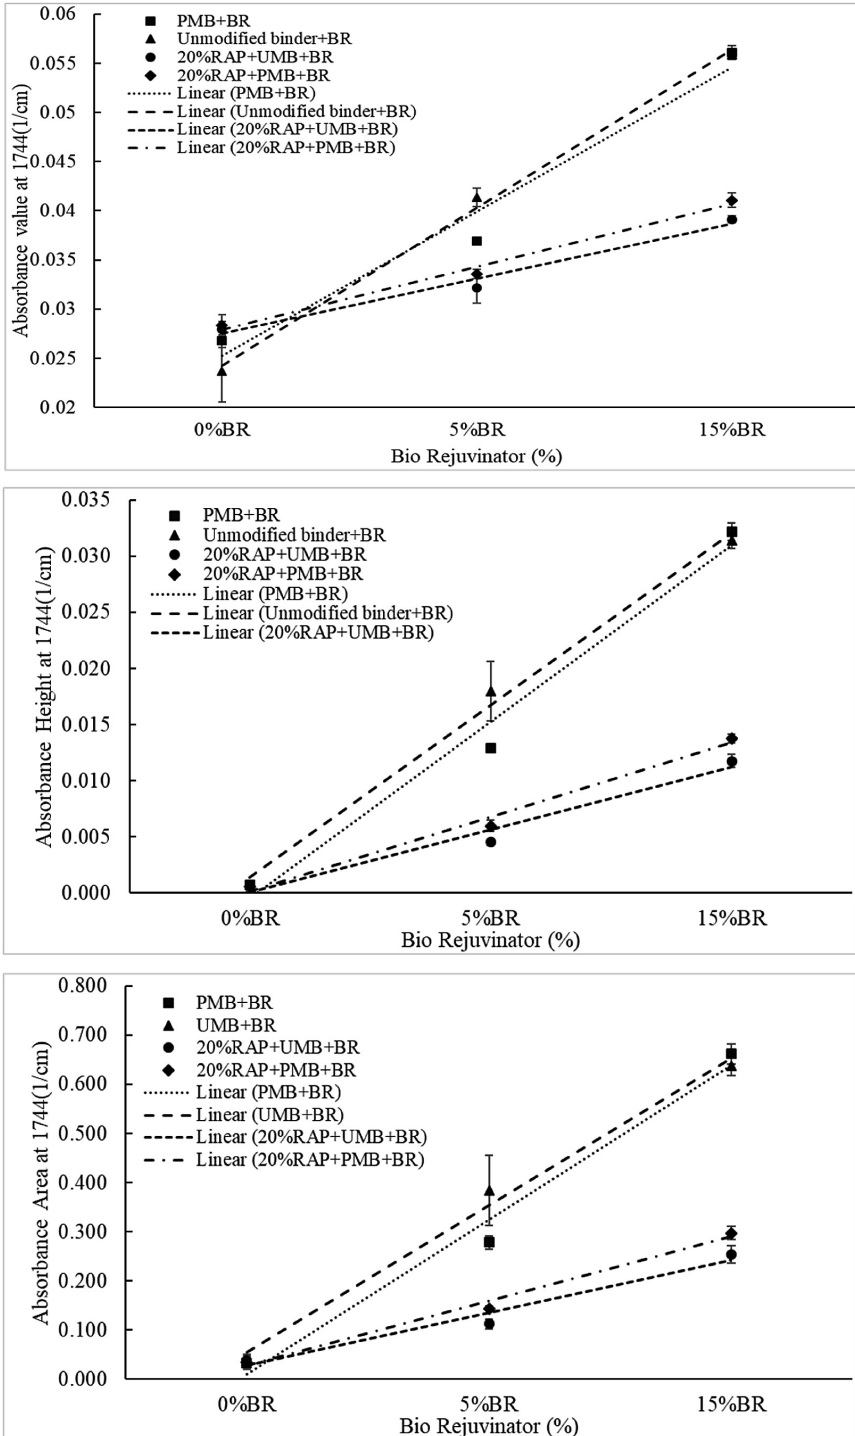 0.06
0.055
0.05
0.045
0.04
0.035
0.03
0.025
0.02
Absorbance value at 1744(1/cm)
PMB+BR
Unmodified binder+BR
20%RAP+UMB+BR
20%RAP+PMB+BR
Linear (PMB+BR)
Linear (Unmodified binder+BR)
Linear (20%RAP+UMB+BR)
Linear (20%RAP+PMB+BR)
0%BR 5%BR 15%BR
Bio Rejuvinator (%)
0.035
0.030
0.025
0.020
0.015
0.010
0.005
0.000
Absorbance Height at 1744(1/cm)
PMB+BR
Unmodified binder+BR
20%RAP+UMB+BR
20%RAP+PMB+BR
Linear (PMB+BR)
Linear (Unmodified binder+BR)
Linear (20%RAP+UMB+BR)
0%BR 5%BR 15%BR
Bio Rejuvinator (%)
0.800
0.700
0.600
0.500
0.400
0.300
0.200
0.100
0.000
Absorbance Area at 1744(1/cm)
PMB+BR
UMB+BR
20%RAP+UMB+BR
20%RAP+PMB+BR
Linear (PMB+BR)
Linear (UMB+BR)
Linear (20%RAP+UMB+BR)
Linear (20%RAP+PMB+BR)
0%BR 5%BR 15%BR
Bio Rejuvinator (%)